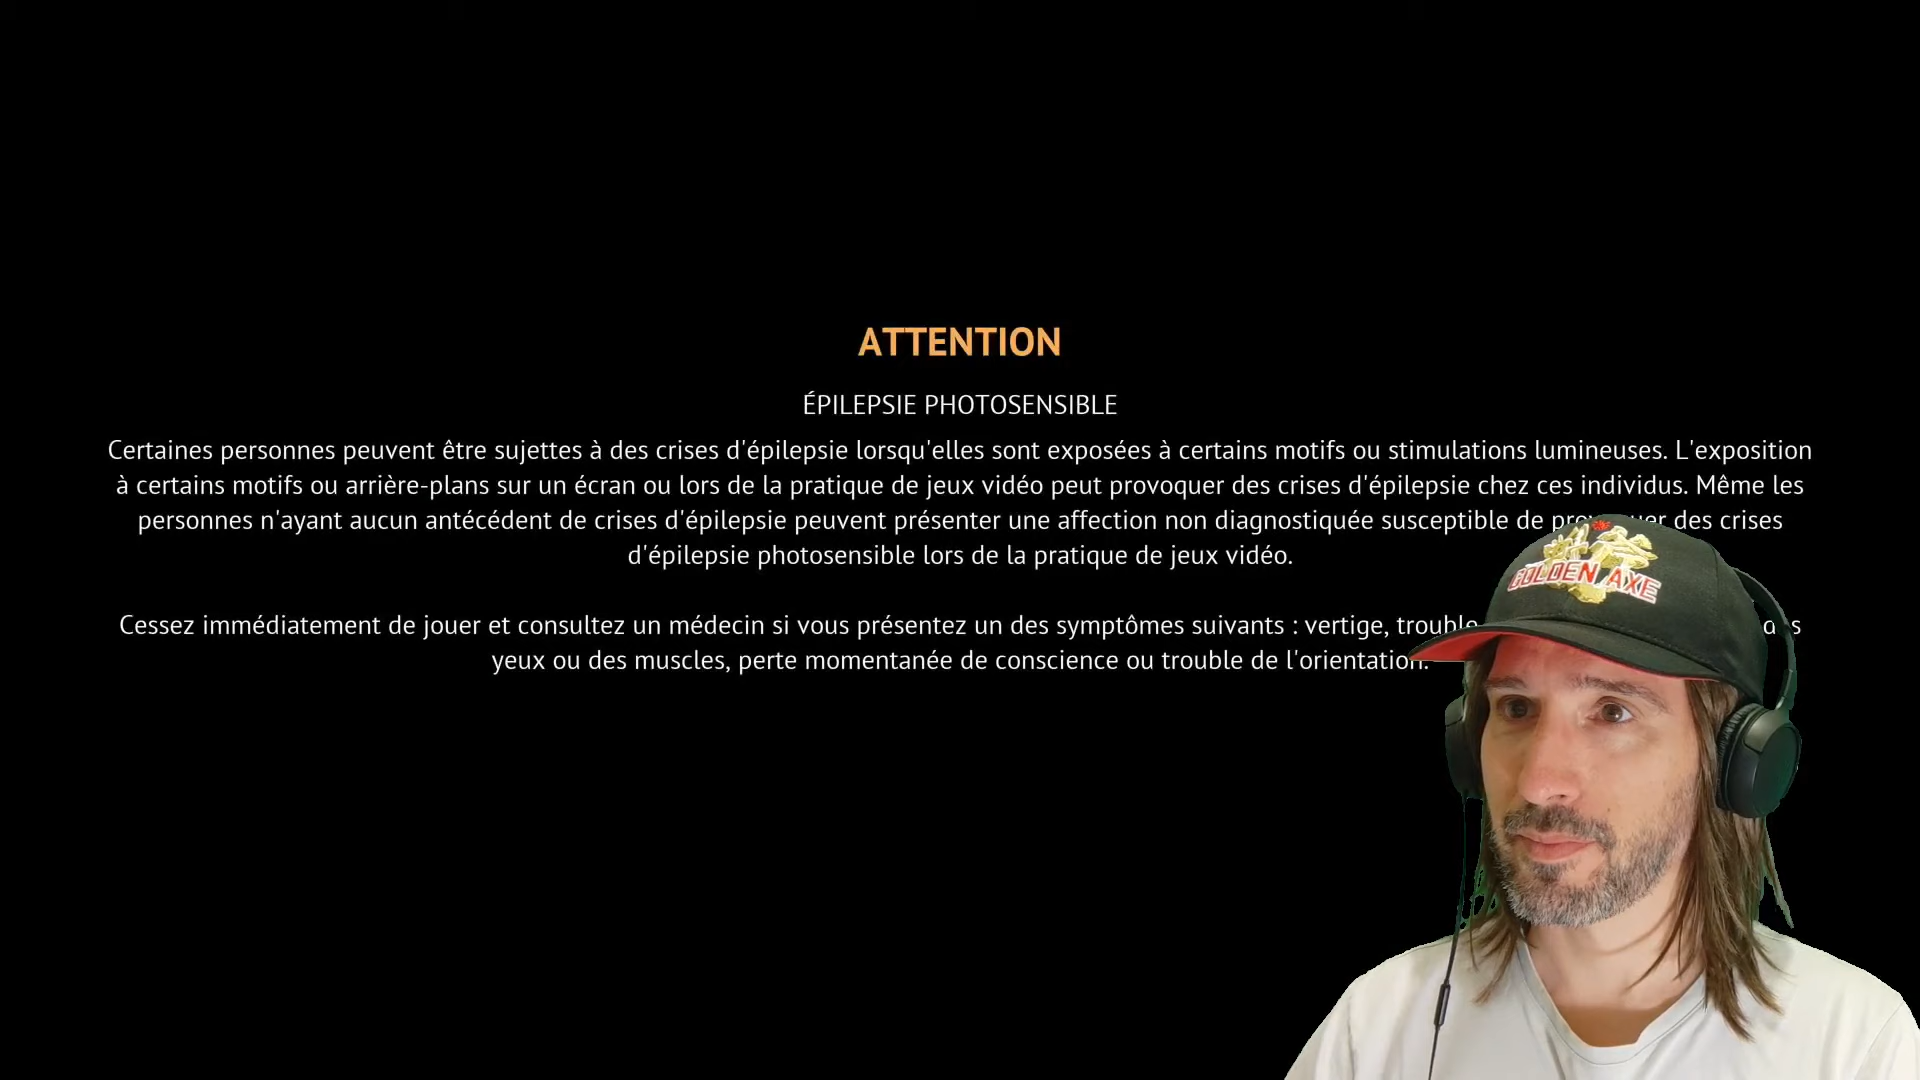 ATTENTION
ÉPILEPSIE PHOTOSENSIBLE
Certaines personnes peuvent être sujettes à des crises d'épilepsie lorsqu'elles sont exposées à certains motifs ou stimulations lumineuses. L'exposition
à certains motifs ou arrière-plans sur un écran ou lors de la pratique de jeux vidéo peut provoquer des crises d'épilepsie chez ces individus. Même les
personnes n'ayant aucun antécédent de crises d'épilepsie peuvent présenter une affection non diagnostiquée susceptible de des crises
d'épilepsie photosensible lors de la pratique de jeux vidéo.
GOLDEN AXE
Cessez immédiatement de jouer et consultez un médecin si vous présentez un des symptômes suivants : vertige,
yeux ou des muscles, perte momentanée de conscience ou trouble de l'orientation.